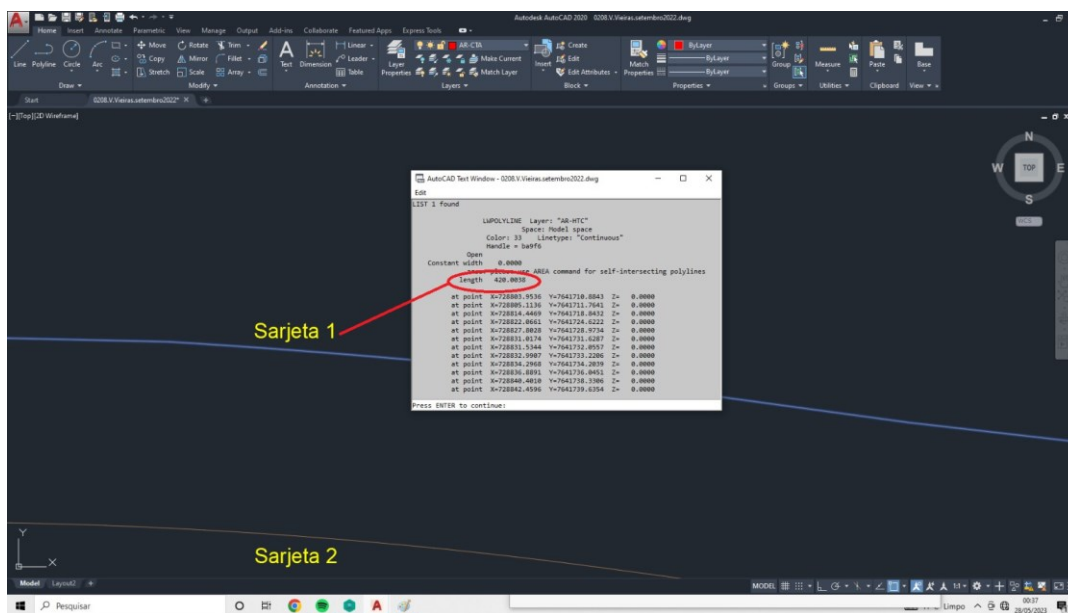 Autodesk AutoCAD 2020 0208.V.Vieiras.setembro2022.dwg
Home Insert Annotate Parametric View Manage Output Add-ins Collaborate Featured Apps Express Tools
Line Polyline Circle Arc
Move Rotate Trim
Copy Mirror Fillet
Stretch Scale Array
Text Dimension
Linear
Leader
Table
Layer Properties
AR-CTA
Make Current
Match Layer
Insert
Create
Edit
Edit Attributes
Match Properties
ByLayer
ByLayer
ByLayer
Group
Measure
Paste
Base
Draw Modify Annotation Layers Block Properties Groups Utilities Clipboard View
Start 0208.V.Vieiras.setembro2022*
[-][Top][2D Wireframe]
N
W TOP E
S
WCS
AutoCAD Text Window - 0208.V.Vieiras.setembro2022.dwg
Edit
LIST 1 found
LWPOLYLINE Layer: "AR-HTC"
Space: Model space
Color: 33 Linetype: "Continuous"
Handle = ba9f6
Open
Constant width 0.0000
use AREA command for self-intersecting polylines
length 420.0038
at point X=728803.9536 Y=7641710.8843 Z= 0.0000
at point X=728805.1136 Y=7641711.7641 Z= 0.0000
at point X=728814.4469 Y=7641718.8432 Z= 0.0000
at point X=728822.0661 Y=7641724.6222 Z= 0.0000
at point X=728827.8028 Y=7641728.9734 Z= 0.0000
at point X=728831.0174 Y=7641731.6287 Z= 0.0000
at point X=728831.5344 Y=7641732.0557 Z= 0.0000
at point X=728832.9907 Y=7641733.2206 Z= 0.0000
at point X=728834.2968 Y=7641734.2039 Z= 0.0000
at point X=728836.8891 Y=7641736.0451 Z= 0.0000
at point X=728840.4010 Y=7641738.3306 Z= 0.0000
at point X=728842.4596 Y=7641739.6354 Z= 0.0000
Press ENTER to continue:
Sarjeta 1
Sarjeta 2
Y
X
Model Layout2 +
MODEL 1:1
Pesquisar
Limpo
00:37
28/05/2023